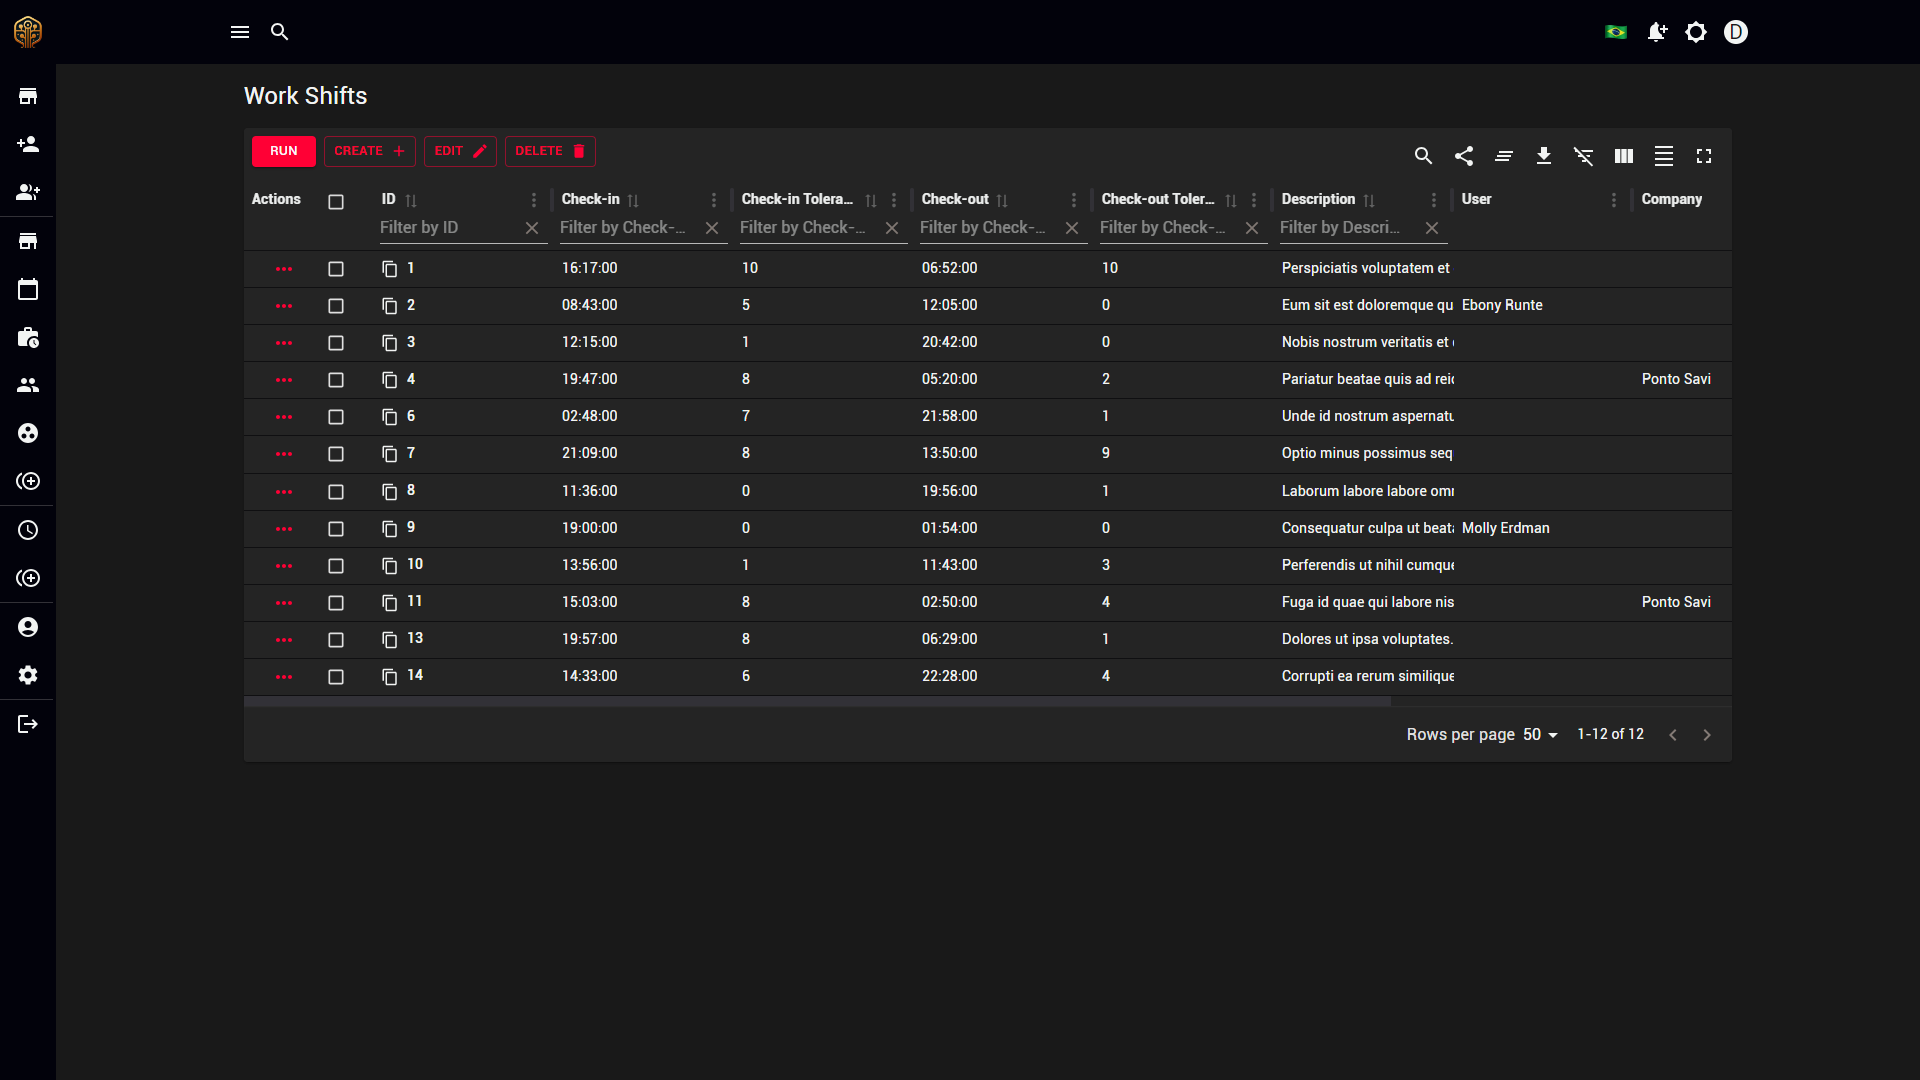 D
Work Shifts
RUN CREATE EDIT DELETE
Actions ID Check-in Check-in Tolera... Check-out Check-out Toler... Description User Company
Filter by ID Filter by Check-... Filter by Check-... Filter by Check-... Filter by Check-... Filter by Descri...
1 16:17:00 10 06:52:00 10 Perspiciatis voluptatem et
2 08:43:00 5 12:05:00 0 Eum sit est doloremque qu Ebony Runte
3 12:15:00 1 20:42:00 0 Nobis nostrum veritatis et
4 19:47:00 8 05:20:00 2 Pariatur beatae quis ad reic Ponto Savi
6 02:48:00 7 21:58:00 1 Unde id nostrum aspernatu
7 21:09:00 8 13:50:00 9 Optio minus possimus seq
8 11:36:00 0 19:56:00 1 Laborum labore labore omn
9 19:00:00 0 01:54:00 0 Consequatur culpa ut beata Molly Erdman
10 13:56:00 1 11:43:00 3 Perferendis ut nihil cumque
11 15:03:00 8 02:50:00 4 Fuga id quae qui labore nis Ponto Savi
13 19:57:00 8 06:29:00 1 Dolores ut ipsa voluptates.
14 14:33:00 6 22:28:00 4 Corrupti ea rerum similique
Rows per page 50 1-12 of 12